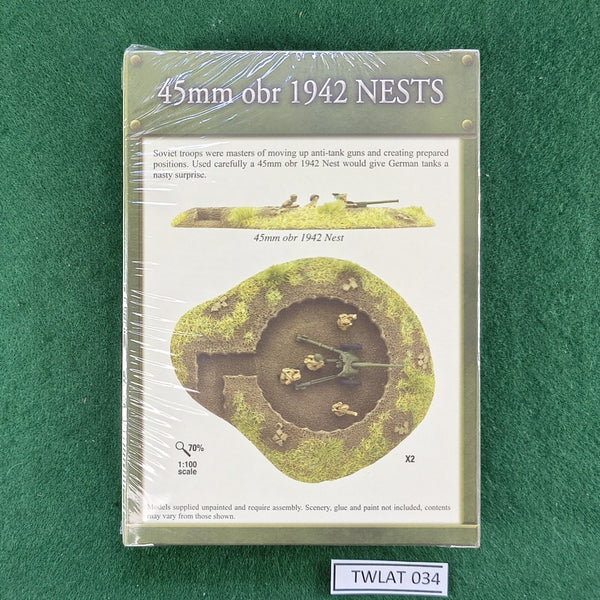 45mm obr 1942 NESTS
Soviet troops were masters of moving up anti-tank guns and creating prepared
positions. Used carefully a 45mm obr 1942 Nest would give German tanks a
nasty surprise.
45mm obr 1942 Nest
70%
1:100
scale
X2
Models supplied unpainted and require assembly. Scenery, glue and paint not included, contents
may vary from those shown.
TWLAT 034